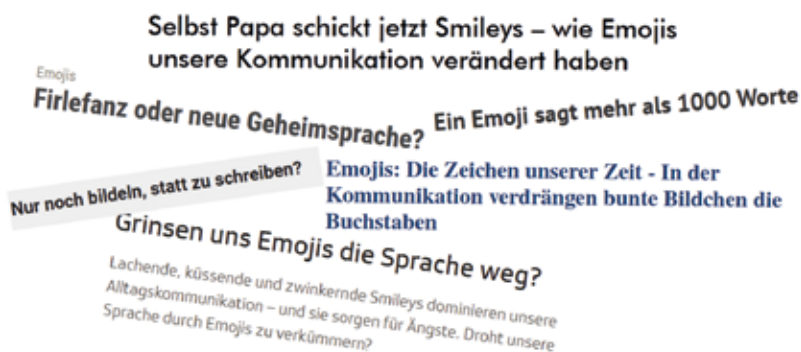 Selbst Papa schickt jetzt Smileys – wie Emojis
unsere Kommunikation verändert haben
Emojis
Firlefanz oder neue Geheimsprache?
Ein Emoji sagt mehr als 1000 Worte
Nur noch bildeln, statt zu schreiben?
Emojis: Die Zeichen unserer Zeit - In der
Kommunikation verdrängen bunte Bildchen die
Buchstaben
Grinsen uns Emojis die Sprache weg?
Lachende, küssende und zwinkernde Smileys dominieren unsere
Alltagskommunikation – und sie sorgen für Ängste. Droht unsere
Sprache durch Emojis zu verkümmern?